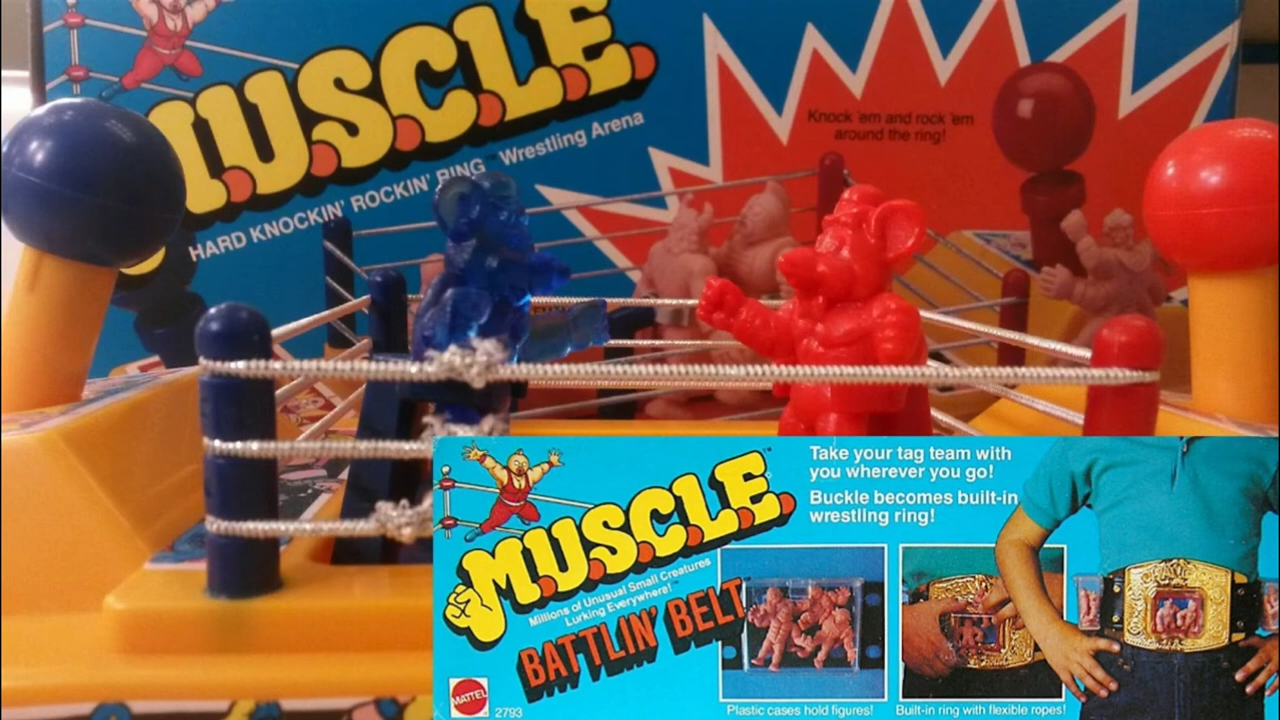 M.U.S.C.L.E.
HARD KNOCKIN' ROCKIN' RING™ Wrestling Arena
Knock 'em and rock 'em
around the ring!
M.U.S.C.L.E.
Millions of Unusual Small Creatures
Lurking Everywhere!™
BATTLIN' BELT
MATTEL
2793
Take your tag team with
you wherever you go!
Buckle becomes built-in
wrestling ring!
Plastic cases hold figures!
Built-in ring with flexible ropes!